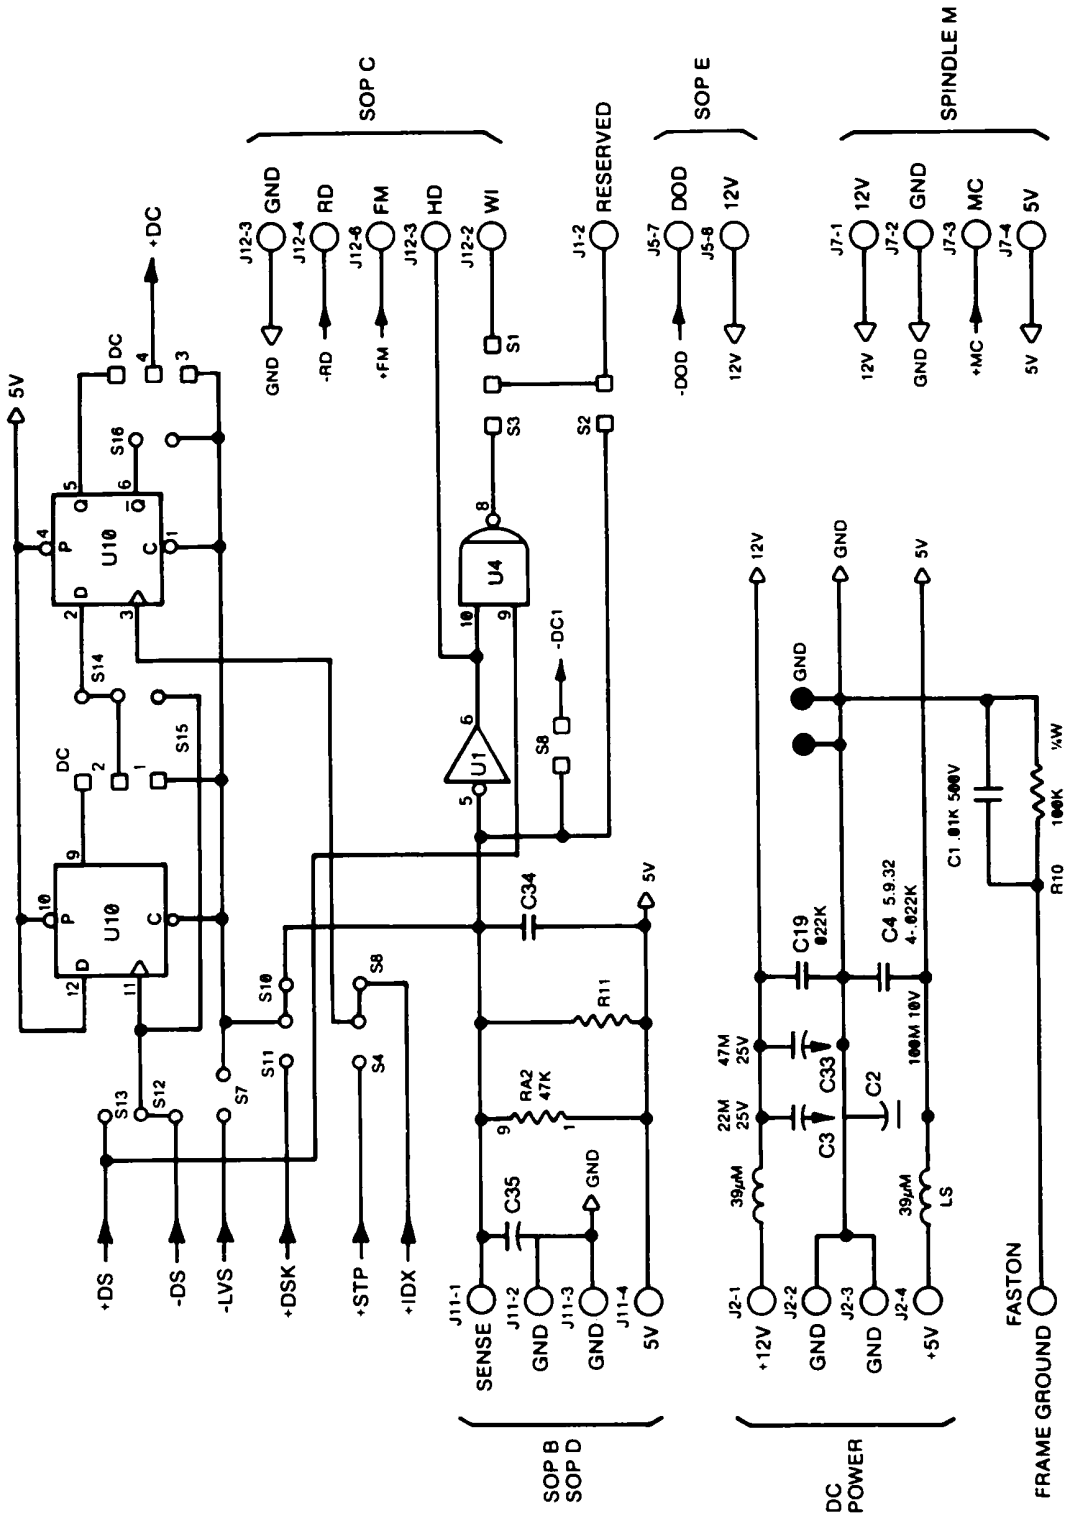 +DS
-DS
-LVS
+DSK
+STP
+IDX
S13
S12
S7
S11
S10
S4
S8
12
D
11
10
P
U10
C
9
DC
2
1
S15
S14
2
D
3
4
P
U10
C
1
5
Q
6
Q̅
S16
DC
4
3
5V
+DC
SOP B
SOP D
J11-1
SENSE
J11-2
GND
J11-3
GND
J11-4
5V
C35
GND
9
RA2
47K
1
R11
C34
5V
5
U1
6
S8
-DC1
10
9
U4
8
S3
S1
S2
GND
J12-3
GND
-RD
J12-4
RD
+FM
J12-6
FM
J12-3
HD
J12-2
WI
SOP C
J1-2
RESERVED
-DOD
J5-7
DOD
12V
J5-8
12V
SOP E
12V
J7-1
12V
GND
J7-2
GND
+MC
J7-3
MC
5V
J7-4
5V
SPINDLE M
DC
POWER
J2-1
+12V
J2-2
GND
J2-3
GND
J2-4
+5V
39µM
39µM
LS
22M
25V
C3
47M
25V
C33
C2
100M 10V
C19
022K
C4 5.9.32
4-.022K
GND
12V
GND
5V
FASTON
FRAME GROUND
C1 .01K 500V
R10
100K
¼W